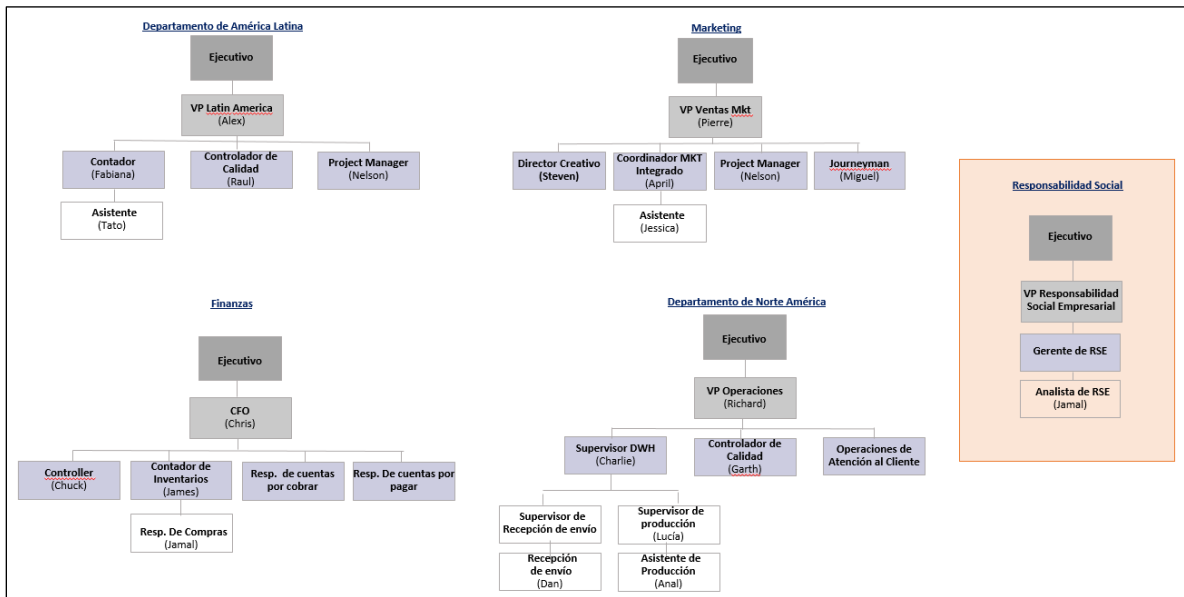 Departamento de América Latina
Ejecutivo
VP Latin America
(Alex)
Contador
(Fabiana)
Controlador de
Calidad
(Raul)
Project Manager
(Nelson)
Asistente
(Tato)
Marketing
Ejecutivo
VP Ventas Mkt
(Pierre)
Director Creativo
(Steven)
Coordinador MKT
Integrado
(April)
Project Manager
(Nelson)
Journeyman
(Miguel)
Asistente
(Jessica)
Responsabilidad Social
Ejecutivo
VP Responsabilidad
Social Empresarial
Gerente de RSE
Analista de RSE
(Jamal)
Finanzas
Ejecutivo
CFO
(Chris)
Controller
(Chuck)
Contador de
Inventarios
(James)
Resp. de cuentas
por cobrar
Resp. De cuentas por
pagar
Resp. De Compras
(Jamal)
Departamento de Norte América
Ejecutivo
VP Operaciones
(Richard)
Supervisor DWH
(Charlie)
Controlador de
Calidad
(Garth)
Operaciones de
Atención al Cliente
Supervisor de
Recepción de envío
Supervisor de
producción
(Lucía)
Recepción
de envío
(Dan)
Asistente de
Producción
(Anal)